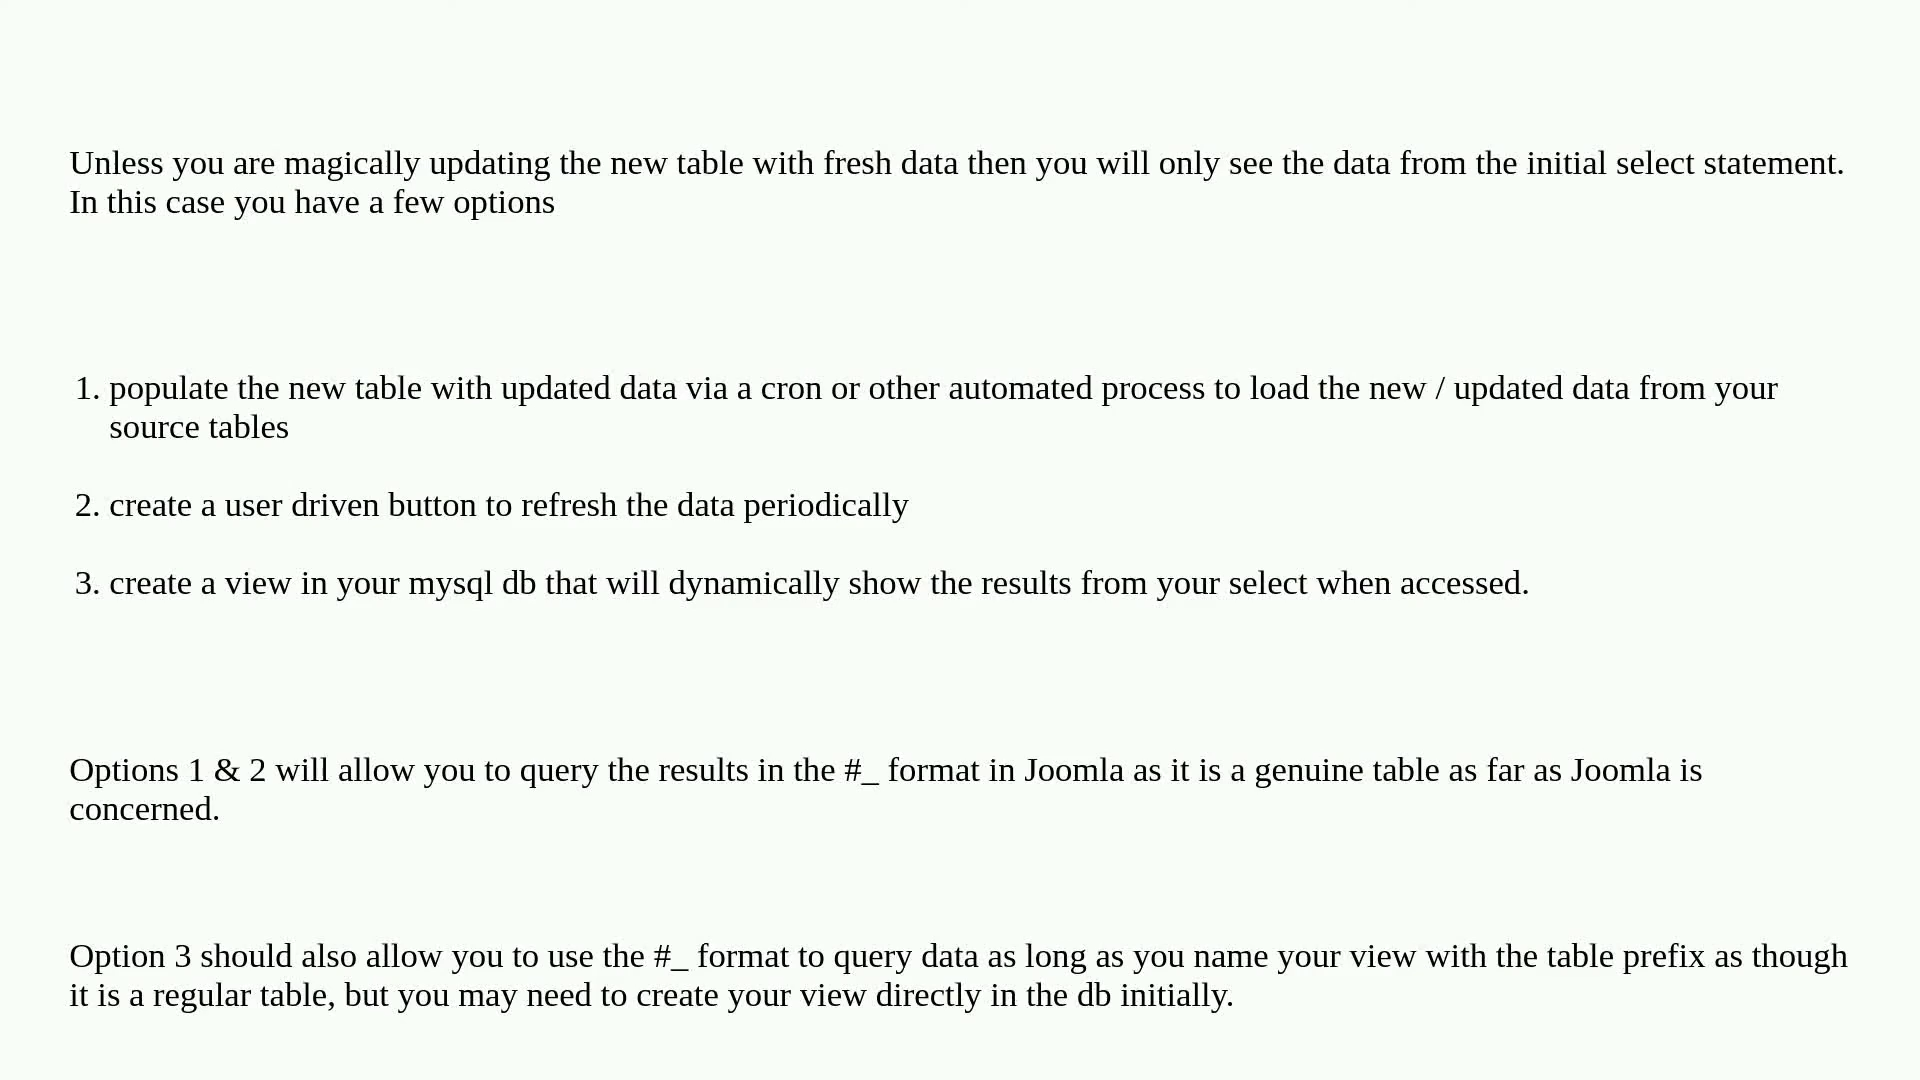 Unless you are magically updating the new table with fresh data then you will only see the data from the initial select statement.
In this case you have a few options
1. populate the new table with updated data via a cron or other automated process to load the new / updated data from your
source tables
2. create a user driven button to refresh the data periodically
3. create a view in your mysql db that will dynamically show the results from your select when accessed.
Options 1 & 2 will allow you to query the results in the #_ format in Joomla as it is a genuine table as far as Joomla is
concerned.
Option 3 should also allow you to use the #_ format to query data as long as you name your view with the table prefix as though
it is a regular table, but you may need to create your view directly in the db initially.